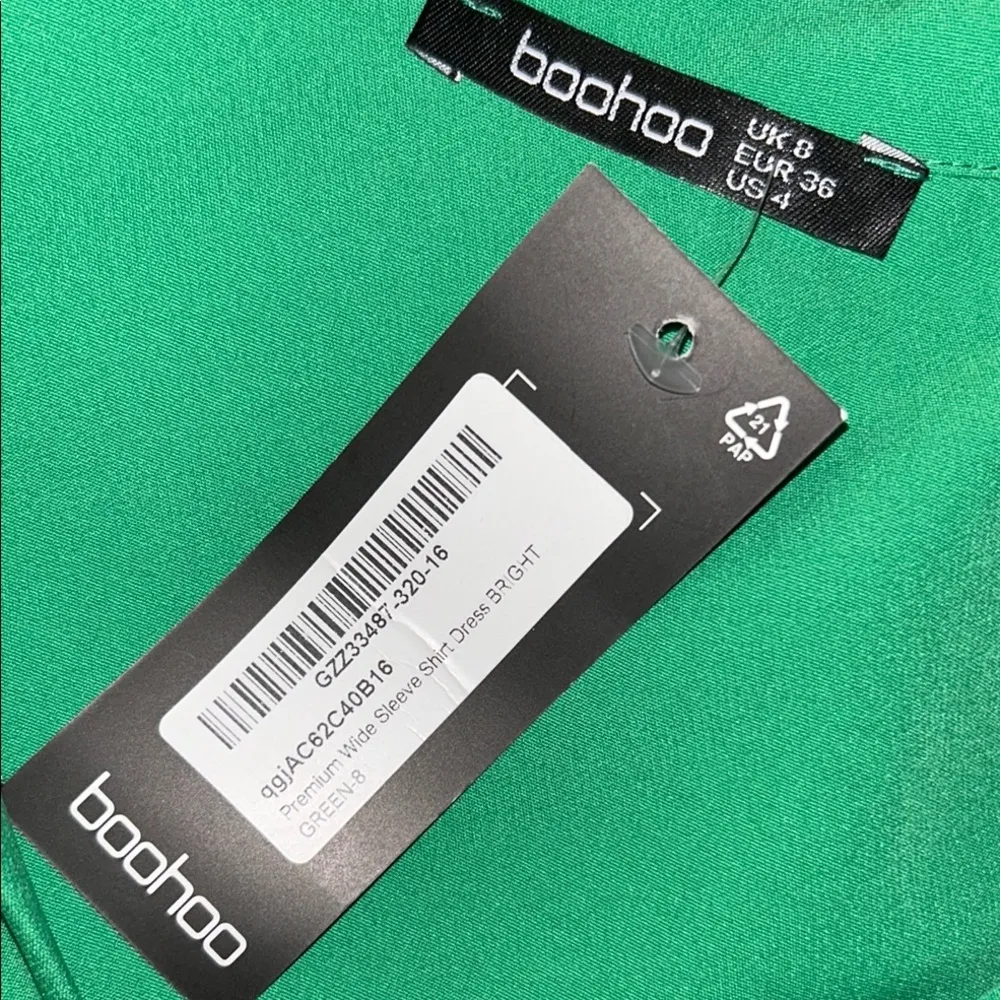 boohoo
UK 8
EUR 36
US 4
21
PAP
GZZ33487-320-16
qgjAC62C40B16
Premium Wide Sleeve Shirt Dress BRIGHT
GREEN-8
boohoo